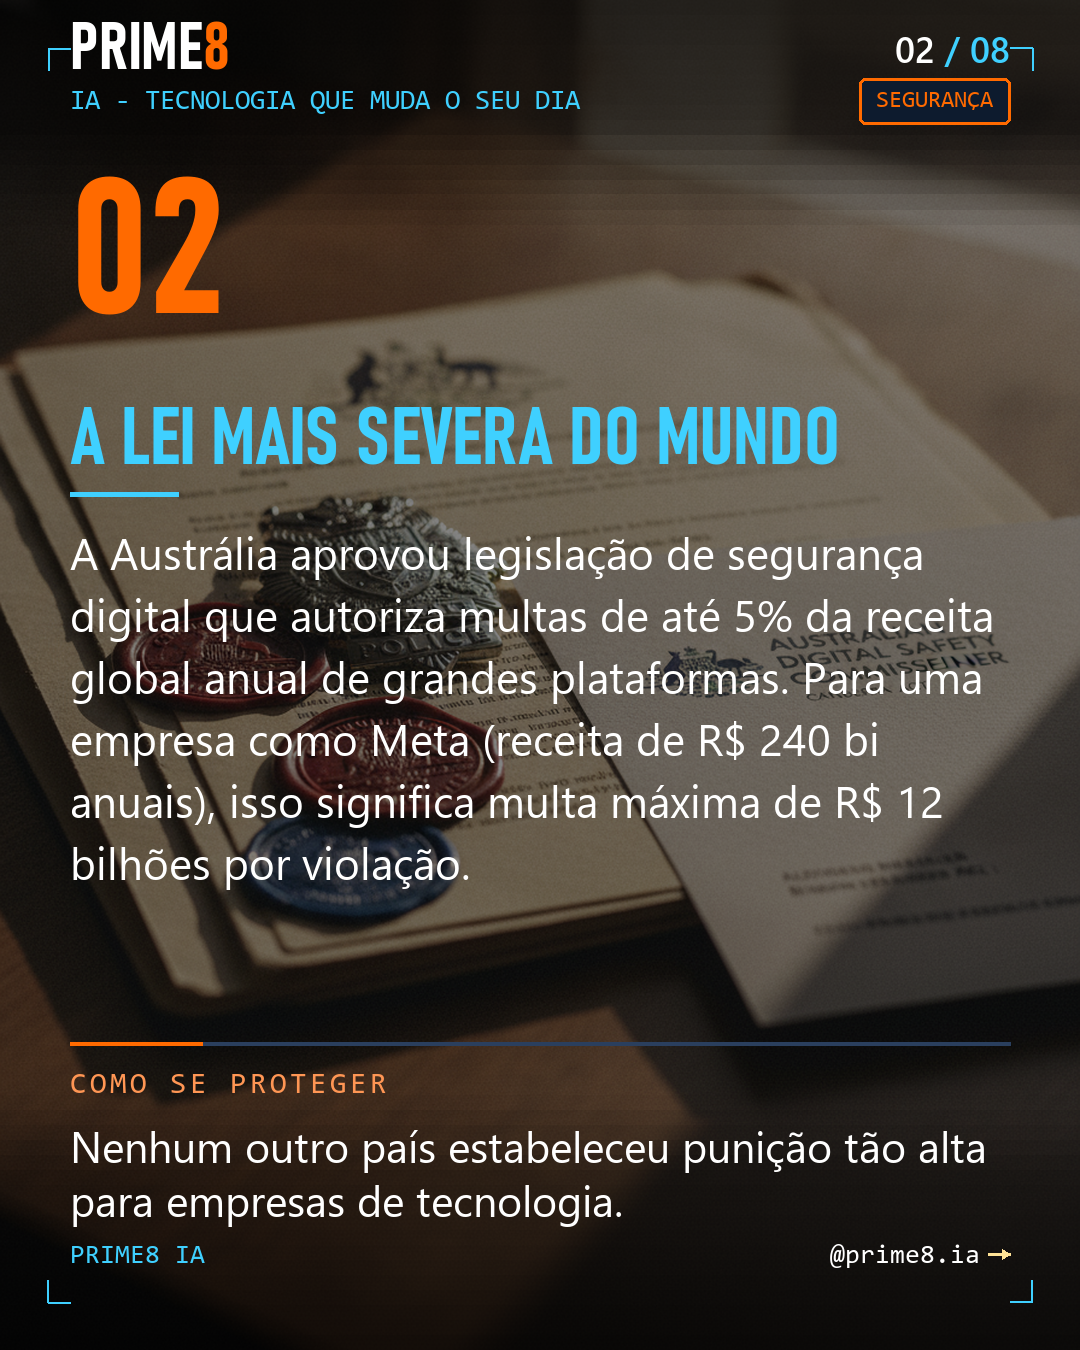 PRIME8
02 / 08
IA - TECNOLOGIA QUE MUDA O SEU DIA
SEGURANÇA
02
A LEI MAIS SEVERA DO MUNDO
A Austrália aprovou legislação de segurança
digital que autoriza multas de até 5% da receita
global anual de grandes plataformas. Para uma
empresa como Meta (receita de R$ 240 bi
anuais), isso significa multa máxima de R$ 12
bilhões por violação.
POLICE
DIGITAL SAFETY
COMO SE PROTEGER
Nenhum outro país estabeleceu punição tão alta
para empresas de tecnologia.
PRIME8 IA
@prime8.ia